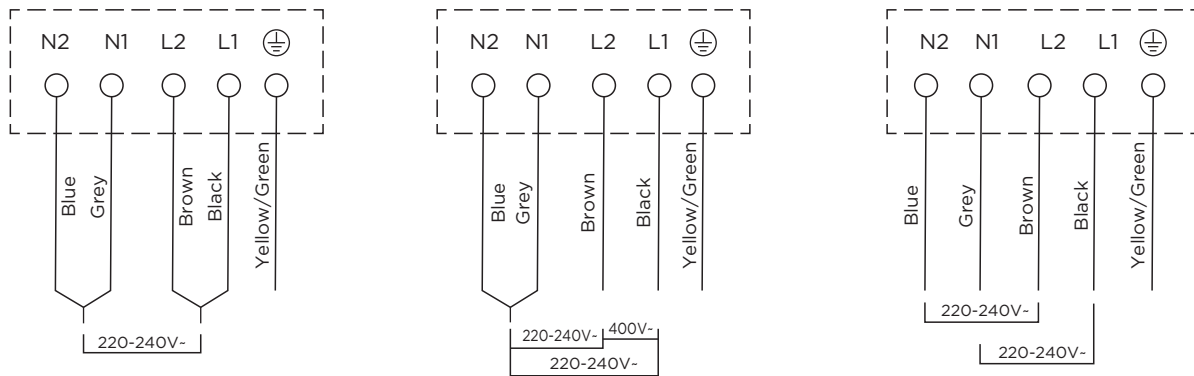 N2 N1 L2 L1
Blue
Grey
Brown
Black
Yellow/Green
220-240V~
N2 N1 L2 L1
Blue
Grey
Brown
Black
Yellow/Green
220-240V~
400V~
220-240V~
N2 N1 L2 L1
Blue
Grey
Brown
Black
Yellow/Green
220-240V~
220-240V~